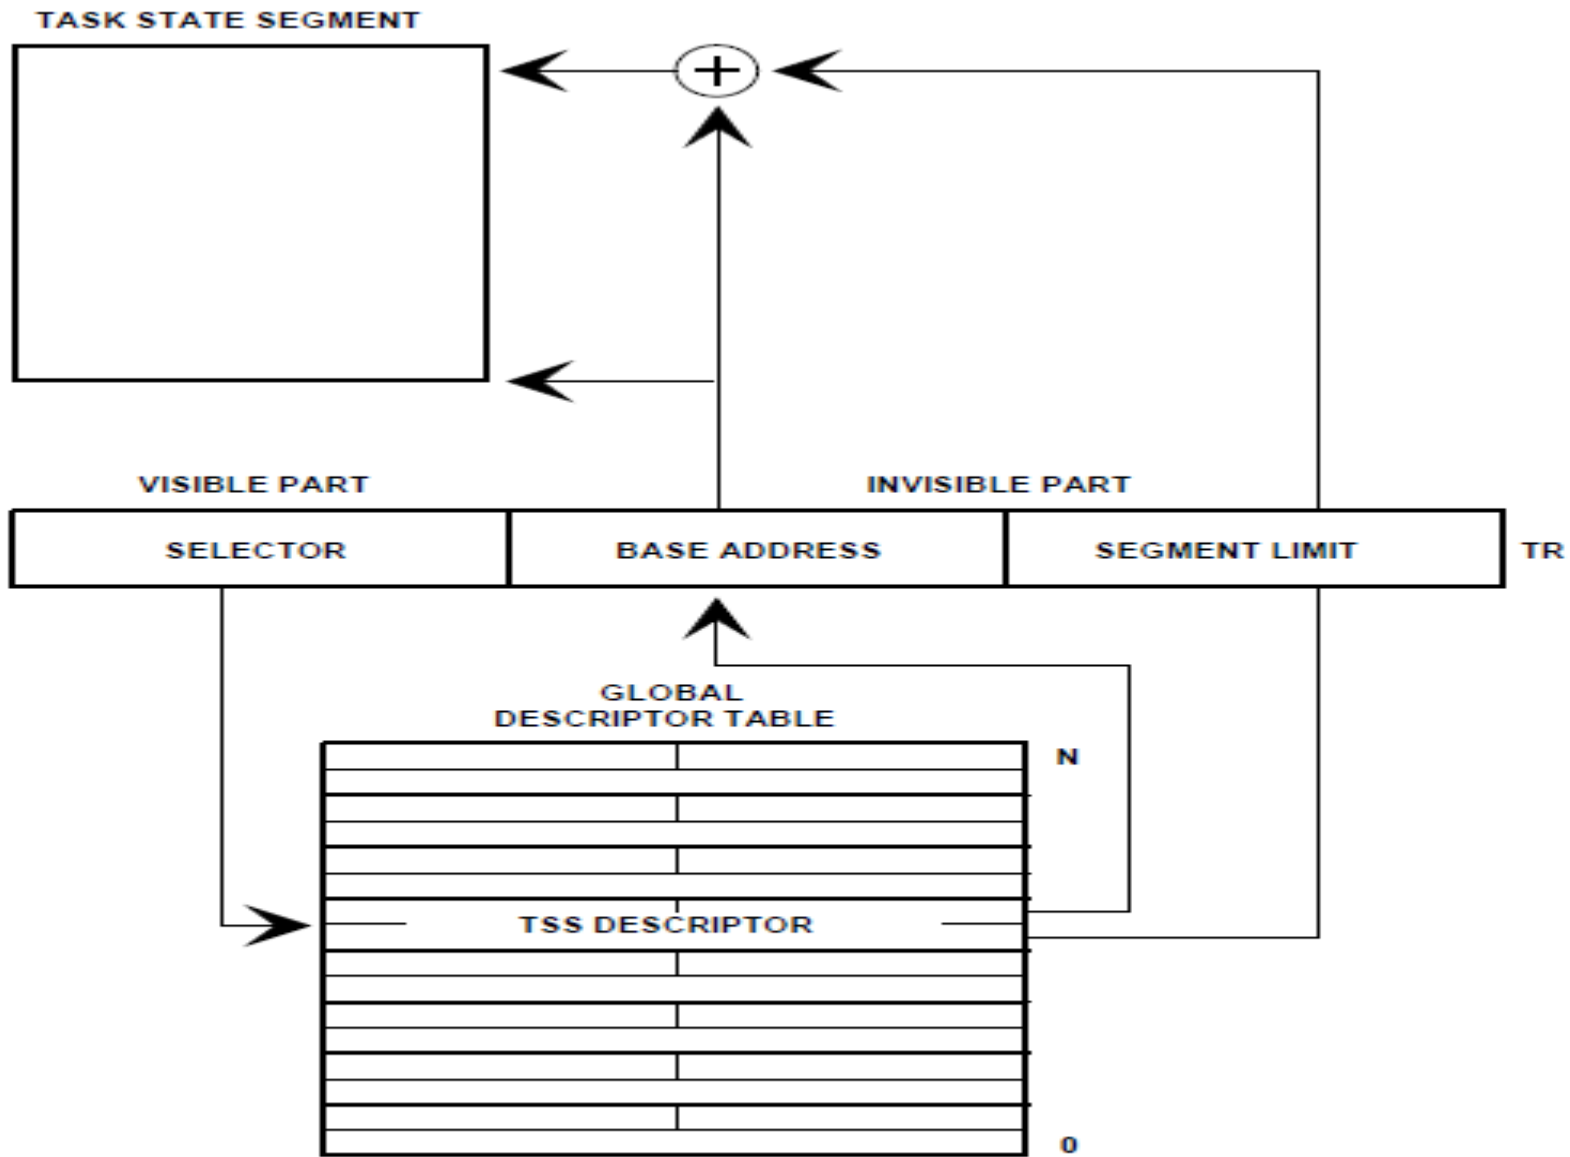 TASK STATE SEGMENT
+
VISIBLE PART
INVISIBLE PART
SELECTOR
BASE ADDRESS
SEGMENT LIMIT
TR
GLOBAL
DESCRIPTOR TABLE
N
TSS DESCRIPTOR
0